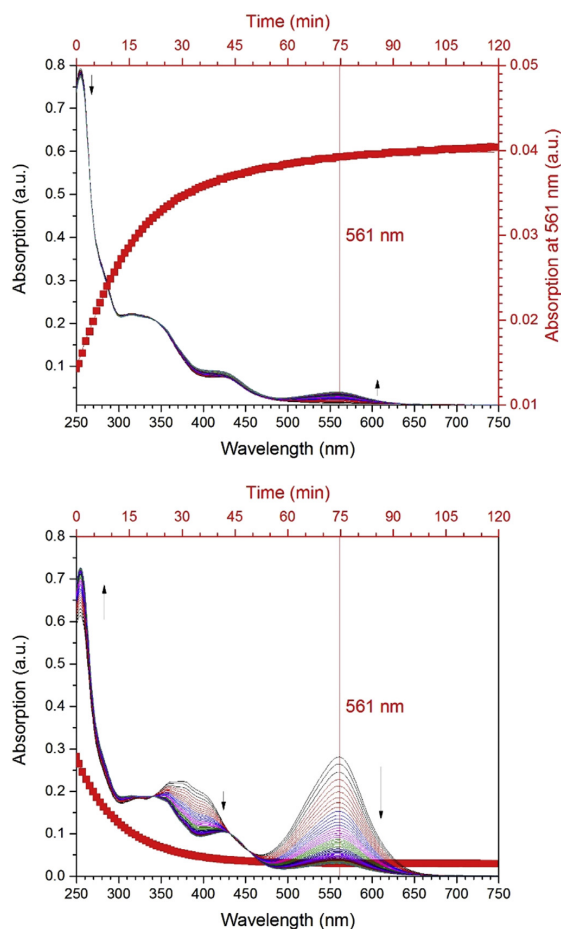 Time (min)
0 15 30 45 60 75 90 105 120
0.8 0.7 0.6 0.5 0.4 0.3 0.2 0.1
Absorption (a.u.)
561 nm
0.05 0.04 0.03 0.02 0.01
Absorption at 561 nm (a.u.)
250 300 350 400 450 500 550 600 650 700 750
Wavelength (nm)
Time (min)
0 15 30 45 60 75 90 105 120
0.8 0.7 0.6 0.5 0.4 0.3 0.2 0.1 0.0
Absorption (a.u.)
561 nm
250 300 350 400 450 500 550 600 650 700 750
Wavelength (nm)